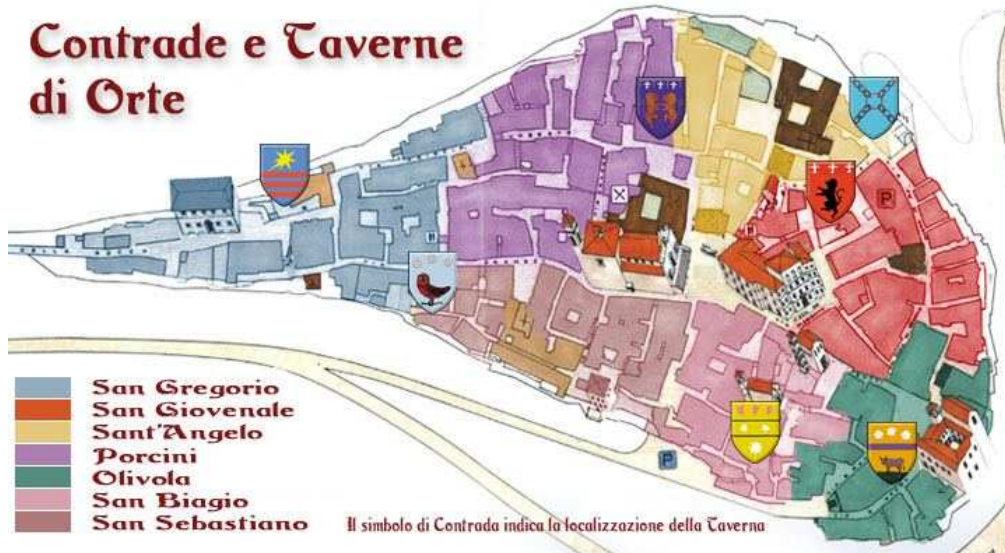 Contrade e Taverne
di Orte
P
San Gregorio
San Giovenale
Sant'Angelo
Porcini
Olivola
San Biagio
San Sebastiano
P
Il simbolo di Contrada indica la localizzazione della Taverna